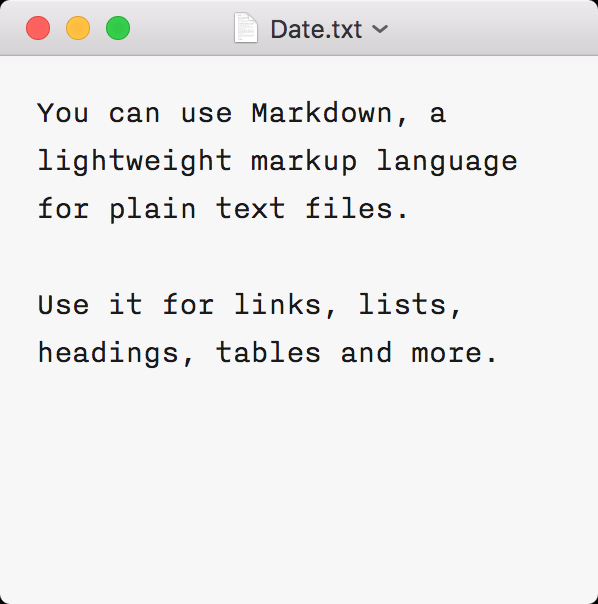 Date.txt
You can use Markdown, a
lightweight markup language
for plain text files.
Use it for links, lists,
headings, tables and more.